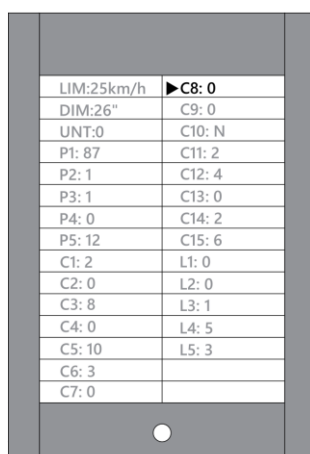 LIM:25km/h
DIM:26"
UNT:0
P1: 87
P2: 1
P3: 1
P4: 0
P5: 12
C1: 2
C2: 0
C3: 8
C4: 0
C5: 10
C6: 3
C7: 0
▶C8: 0
C9: 0
C10: N
C11: 2
C12: 4
C13: 0
C14: 2
C15: 6
L1: 0
L2: 0
L3: 1
L4: 5
L5: 3